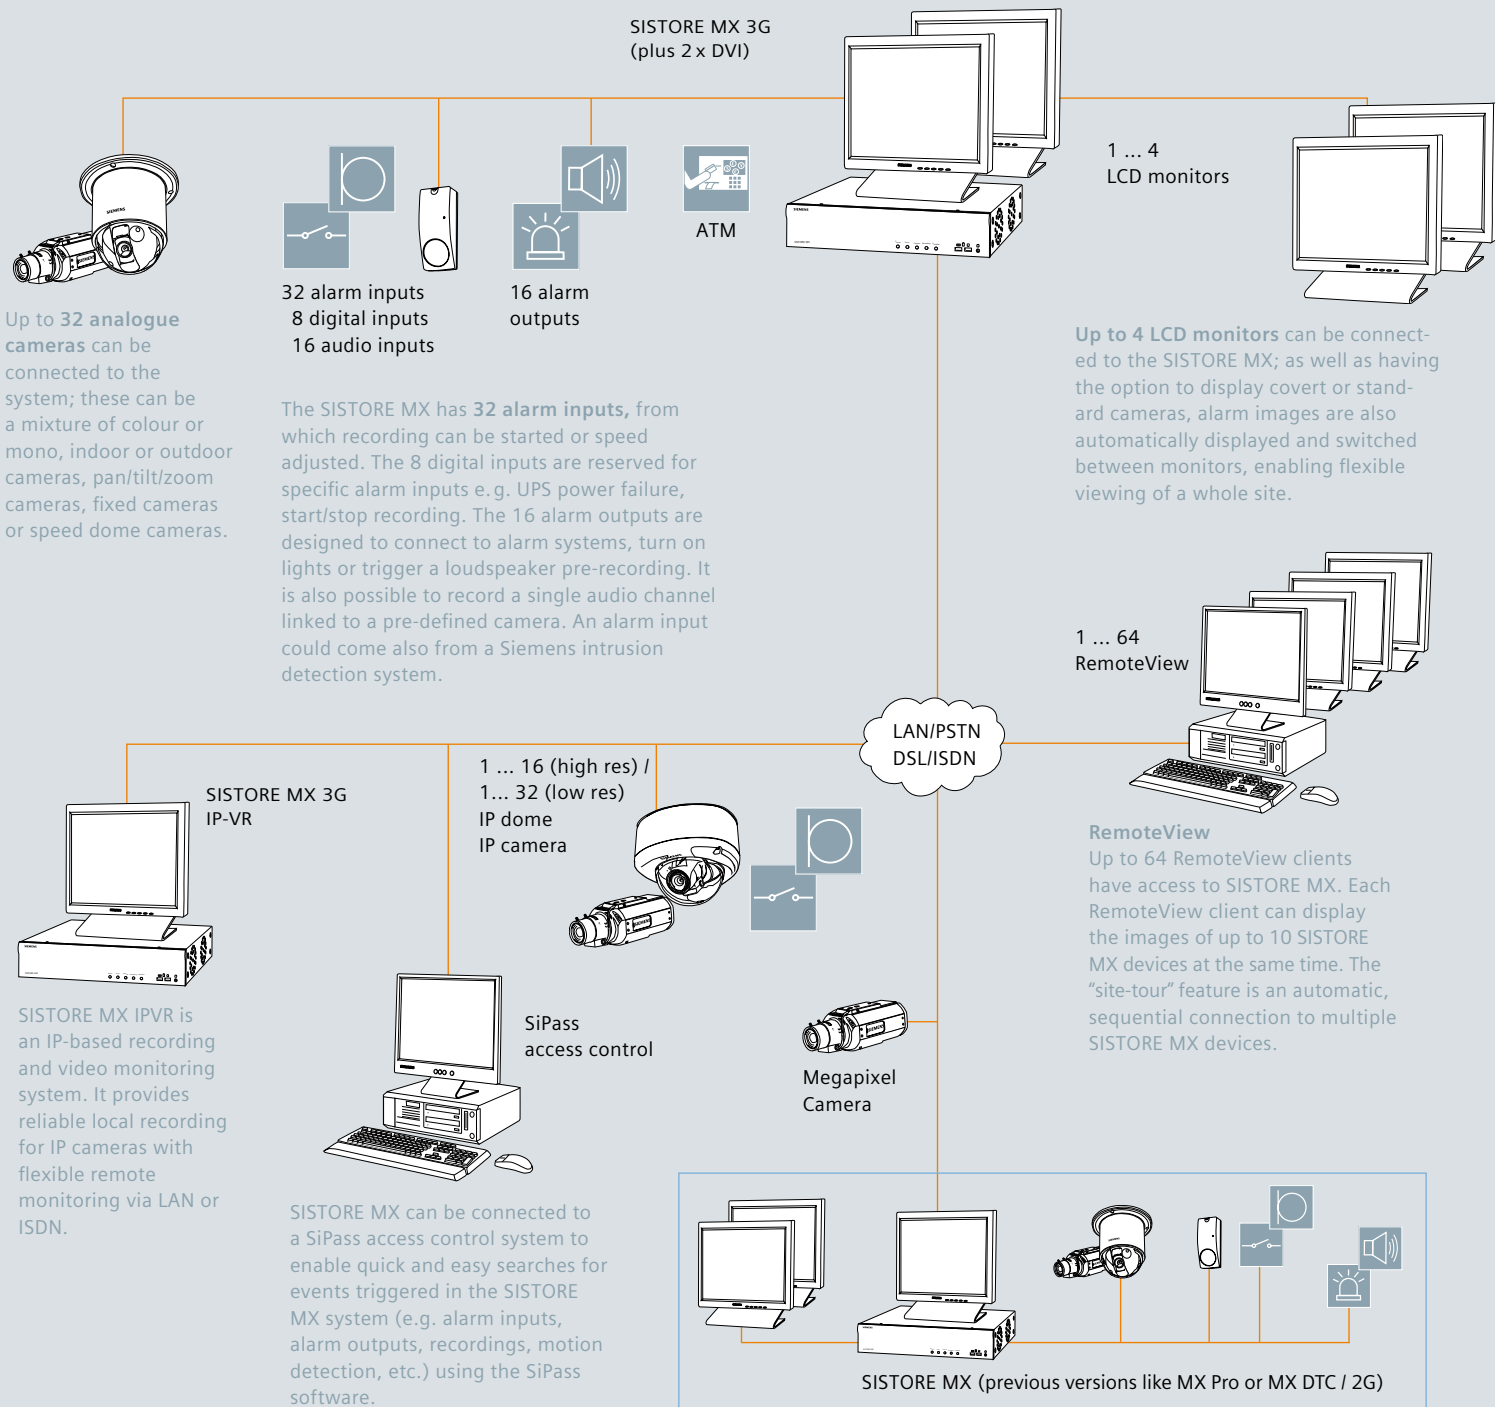 SISTORE MX 3G
(plus 2 x DVI)
1 ... 4
LCD monitors
ATM
32 alarm inputs
8 digital inputs
16 audio inputs
16 alarm
outputs
SIEMENS
SIEMENS
Up to 32 analogue
cameras can be
connected to the
system; these can be
a mixture of colour or
mono, indoor or outdoor
cameras, pan/tilt/zoom
cameras, fixed cameras
or speed dome cameras.
The SISTORE MX has 32 alarm inputs, from
which recording can be started or speed
adjusted. The 8 digital inputs are reserved for
specific alarm inputs e. g. UPS power failure,
start/stop recording. The 16 alarm outputs are
designed to connect to alarm systems, turn on
lights or trigger a loudspeaker pre-recording. It
is also possible to record a single audio channel
linked to a pre-defined camera. An alarm input
could come also from a Siemens intrusion
detection system.
Up to 4 LCD monitors can be connect-
ed to the SISTORE MX; as well as having
the option to display covert or stand-
ard cameras, alarm images are also
automatically displayed and switched
between monitors, enabling flexible
viewing of a whole site.
1 ... 64
RemoteView
LAN/PSTN
DSL/ISDN
RemoteView
Up to 64 RemoteView clients
have access to SISTORE MX. Each
RemoteView client can display
the images of up to 10 SISTORE
MX devices at the same time. The
“site-tour” feature is an automatic,
sequential connection to multiple
SISTORE MX devices.
SISTORE MX 3G
IP-VR
1 ... 16 (high res) /
1... 32 (low res)
IP dome
IP camera
SIEMENS
SISTORE MX IPVR is
an IP-based recording
and video monitoring
system. It provides
reliable local recording
for IP cameras with
flexible remote
monitoring via LAN or
ISDN.
SiPass
access control
SISTORE MX can be connected to
a SiPass access control system to
enable quick and easy searches for
events triggered in the SISTORE
MX system (e.g. alarm inputs,
alarm outputs, recordings, motion
detection, etc.) using the SiPass
software.
SIEMENS
Megapixel
Camera
SISTORE MX (previous versions like MX Pro or MX DTC / 2G)